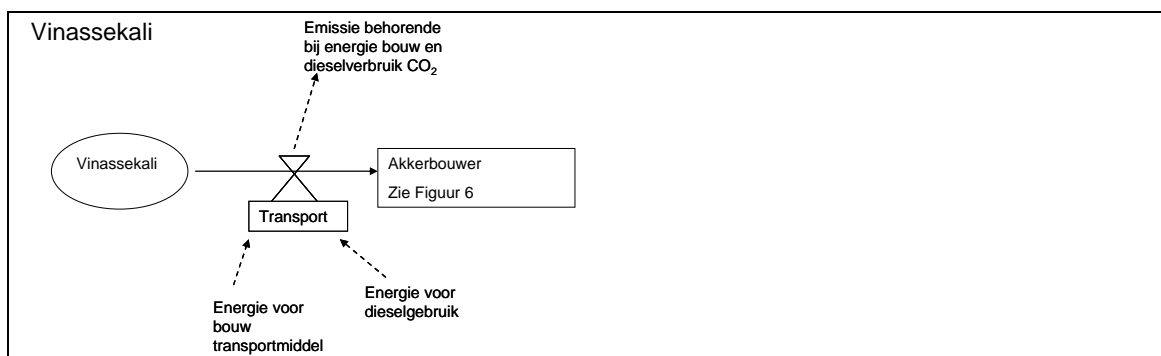 Vinassekali
Emissie behorende
bij energie bouw en
dieselverbruik CO₂
Vinassekali
Akkerbouwer
Zie Figuur 6
Transport
Energie voor
bouw
transportmiddel
Energie voor
dieselgebruik